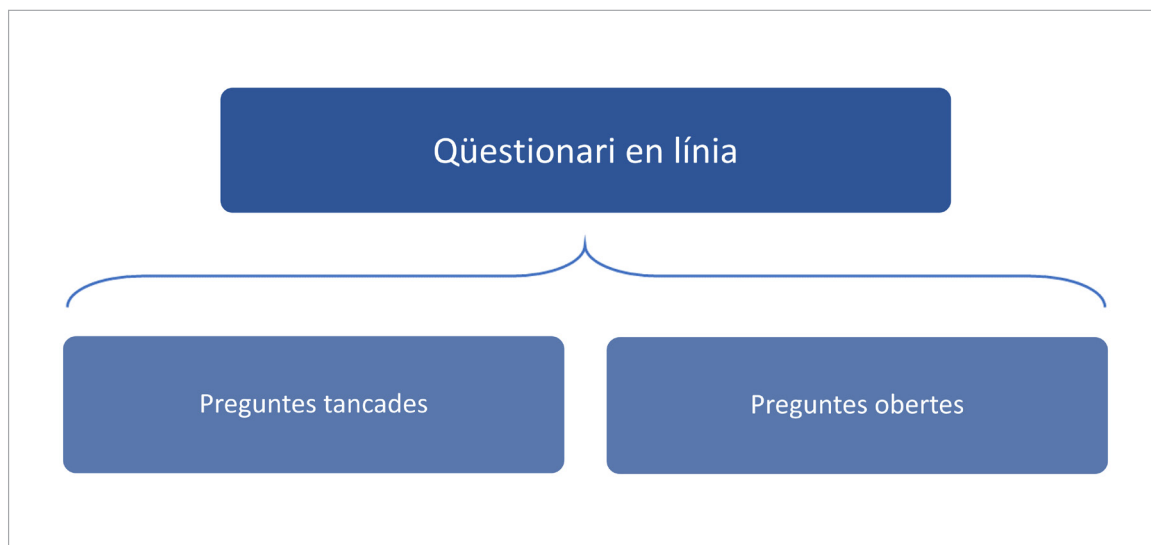 Qüestionari en línia
Preguntes tancades
Preguntes obertes